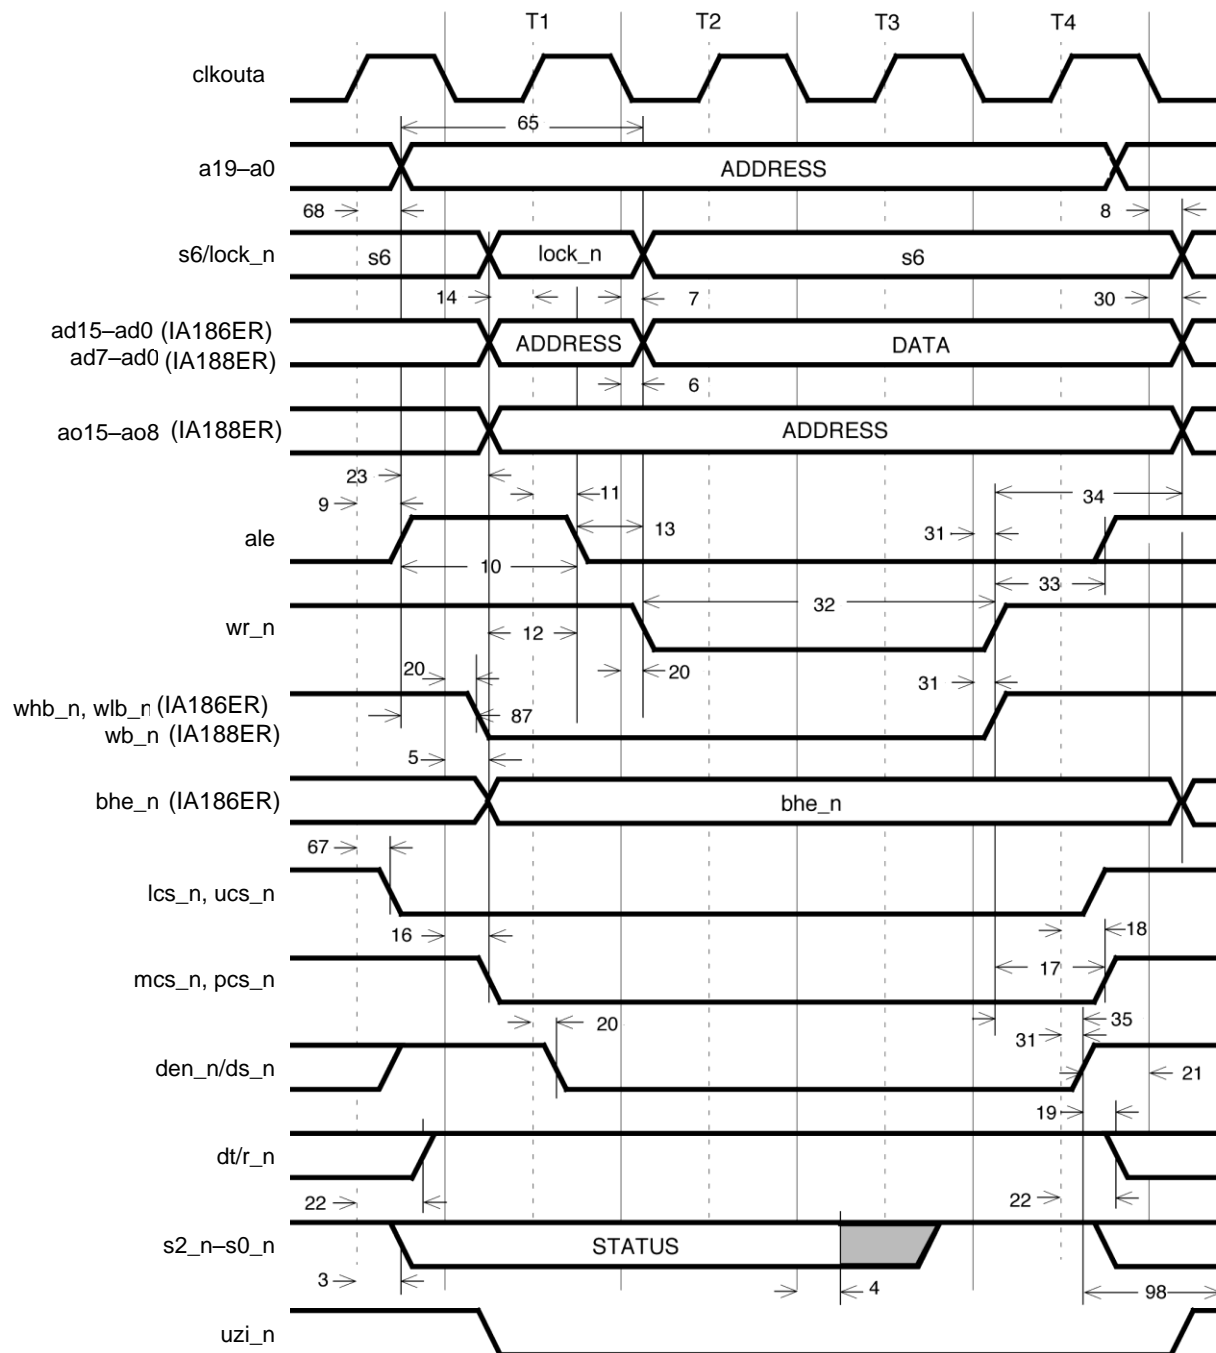 T1 T2 T3 T4
clkouta
65
a19–a0 ADDRESS
68 8
s6/lock_n s6 lock_n s6
14 7 30
ad15–ad0 (IA186ER)
ad7–ad0 (IA188ER) ADDRESS DATA
6
ao15–ao8 (IA188ER) ADDRESS
23
9 11 34
13 31
ale
10 33
32
wr_n 12
20 20 31
whb_n, wlb_n (IA186ER)
87
wb_n (IA188ER)
5
bhe_n (IA186ER) bhe_n
67
lcs_n, ucs_n
16 18
17
mcs_n, pcs_n
20 35
31
den_n/ds_n 21
19
dt/r_n
22 22
s2_n–s0_n STATUS
3 4 98
uzi_n